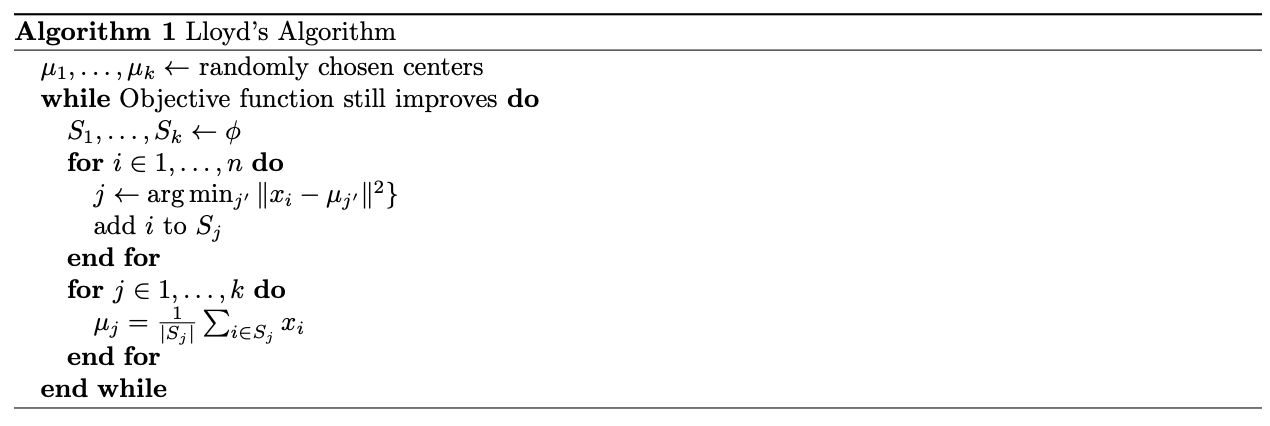 Algorithm 1 Lloyd's Algorithm
μ₁, . . . , μₖ ← randomly chosen centers
while Objective function still improves do
S₁, . . . , Sₖ ← ϕ
for i ∈ 1, . . . , n do
j ← arg minⱼ′ ‖xᵢ − μⱼ′‖²}
add i to Sⱼ
end for
for j ∈ 1, . . . , k do
μⱼ = 1/|Sⱼ| ∑ᵢ∈Sⱼ xᵢ
end for
end while